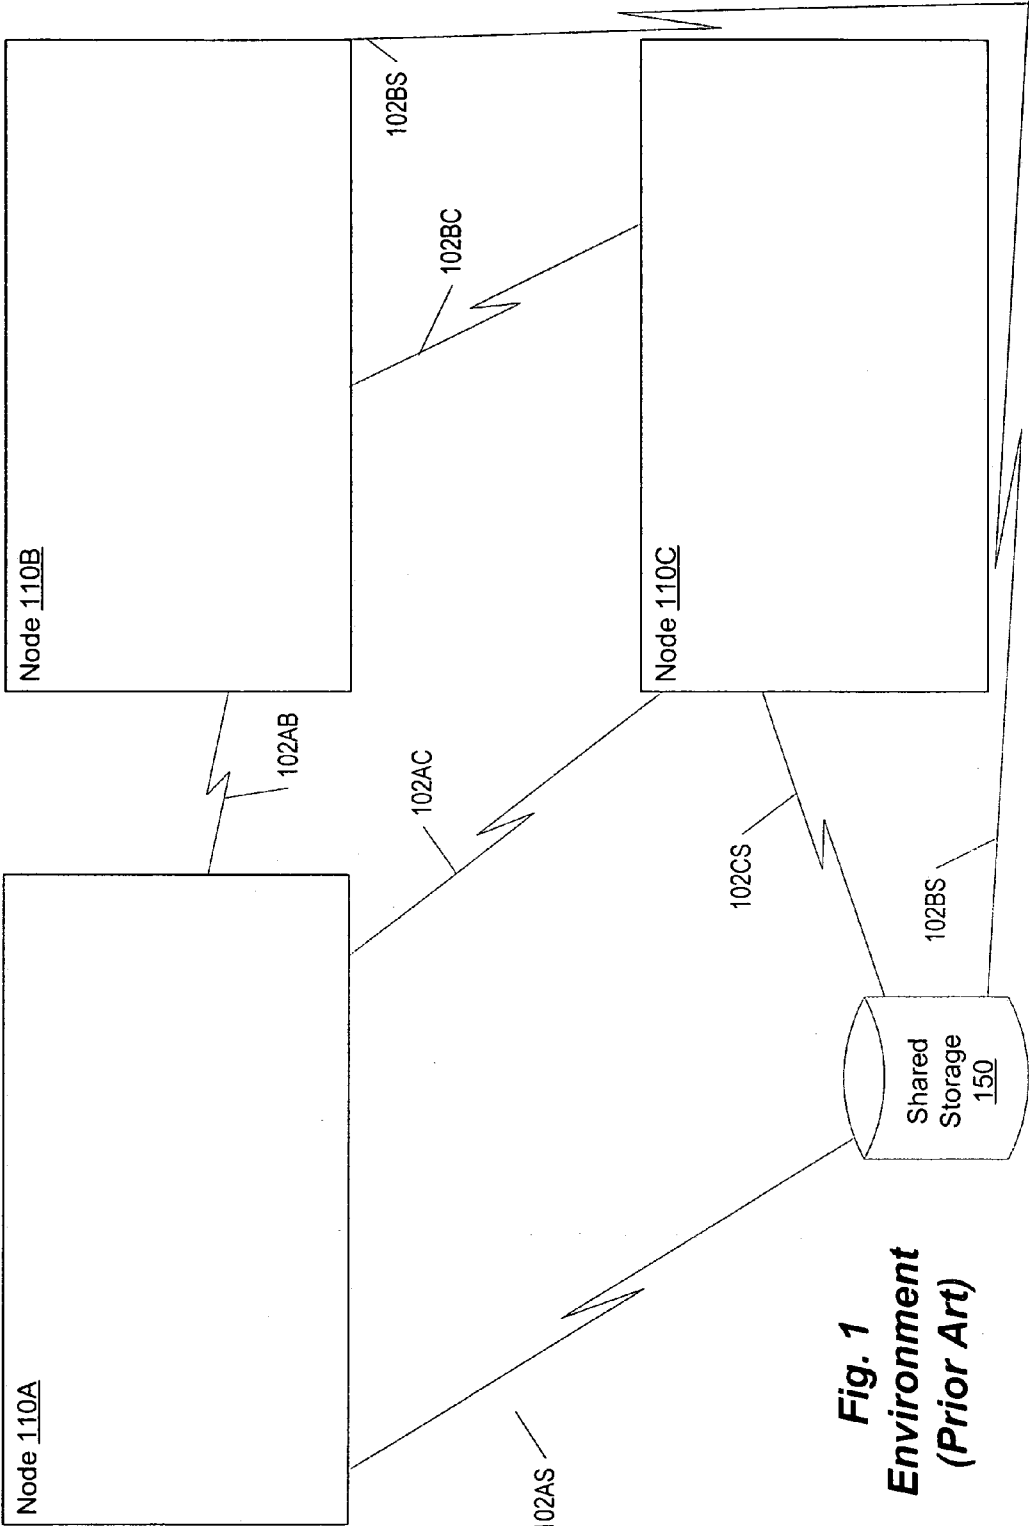 Node 110A
Node 110B
102AB
102BS
102AC
102BC
102AS
Node 110C
102CS
102BS
Shared
Storage
150
Fig. 1
Environment
(Prior Art)